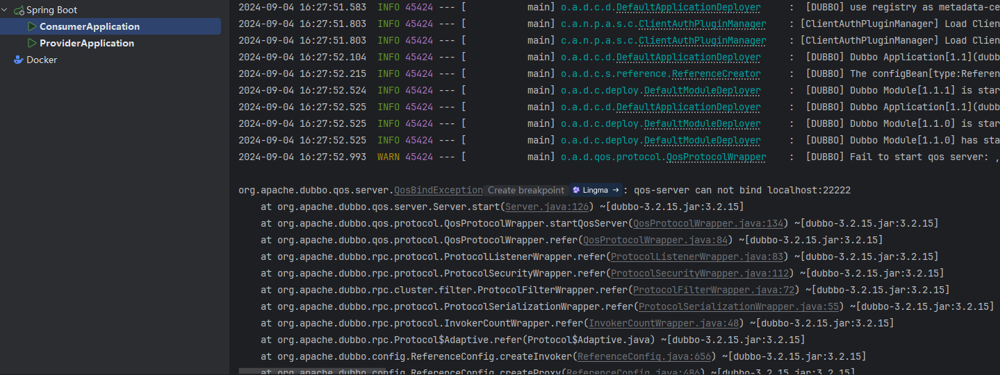 Spring Boot
ConsumerApplication
ProviderApplication
Docker
2024-09-04 16:27:51.583  INFO 45424 --- [           main] o.a.d.c.d.DefaultApplicationDeployer     :  [DUBBO] use registry as metadata-ce
2024-09-04 16:27:51.803  INFO 45424 --- [           main] c.a.n.p.a.s.c.ClientAuthPluginManager    : [ClientAuthPluginManager] Load Clien
2024-09-04 16:27:51.803  INFO 45424 --- [           main] c.a.n.p.a.s.c.ClientAuthPluginManager    : [ClientAuthPluginManager] Load Clien
2024-09-04 16:27:52.104  INFO 45424 --- [           main] o.a.d.c.d.DefaultApplicationDeployer     :  [DUBBO] Dubbo Application[1.1](dubb
2024-09-04 16:27:52.215  INFO 45424 --- [           main] o.a.d.c.s.reference.ReferenceCreator     :  [DUBBO] The configBean[type:Referen
2024-09-04 16:27:52.524  INFO 45424 --- [           main] o.a.d.c.deploy.DefaultModuleDeployer     :  [DUBBO] Dubbo Module[1.1.1] is star
2024-09-04 16:27:52.525  INFO 45424 --- [           main] o.a.d.c.d.DefaultApplicationDeployer     :  [DUBBO] Dubbo Application[1.1](dubb
2024-09-04 16:27:52.525  INFO 45424 --- [           main] o.a.d.c.deploy.DefaultModuleDeployer     :  [DUBBO] Dubbo Module[1.1.0] is star
2024-09-04 16:27:52.525  INFO 45424 --- [           main] o.a.d.c.deploy.DefaultModuleDeployer     :  [DUBBO] Dubbo Module[1.1.0] has sta
2024-09-04 16:27:52.993  WARN 45424 --- [           main] o.a.d.qos.protocol.QosProtocolWrapper    :  [DUBBO] Fail to start qos server: ,
org.apache.dubbo.qos.server.QosBindException Create breakpoint Lingma → : qos-server can not bind localhost:22222
at org.apache.dubbo.qos.server.Server.start(Server.java:126) ~[dubbo-3.2.15.jar:3.2.15]
at org.apache.dubbo.qos.protocol.QosProtocolWrapper.startQosServer(QosProtocolWrapper.java:134) ~[dubbo-3.2.15.jar:3.2.15]
at org.apache.dubbo.qos.protocol.QosProtocolWrapper.refer(QosProtocolWrapper.java:84) ~[dubbo-3.2.15.jar:3.2.15]
at org.apache.dubbo.rpc.protocol.ProtocolListenerWrapper.refer(ProtocolListenerWrapper.java:83) ~[dubbo-3.2.15.jar:3.2.15]
at org.apache.dubbo.rpc.protocol.ProtocolSecurityWrapper.refer(ProtocolSecurityWrapper.java:112) ~[dubbo-3.2.15.jar:3.2.15]
at org.apache.dubbo.rpc.cluster.filter.ProtocolFilterWrapper.refer(ProtocolFilterWrapper.java:72) ~[dubbo-3.2.15.jar:3.2.15]
at org.apache.dubbo.rpc.protocol.ProtocolSerializationWrapper.refer(ProtocolSerializationWrapper.java:55) ~[dubbo-3.2.15.jar:3.2.15]
at org.apache.dubbo.rpc.protocol.InvokerCountWrapper.refer(InvokerCountWrapper.java:48) ~[dubbo-3.2.15.jar:3.2.15]
at org.apache.dubbo.rpc.Protocol$Adaptive.refer(Protocol$Adaptive.java) ~[dubbo-3.2.15.jar:3.2.15]
at org.apache.dubbo.config.ReferenceConfig.createInvoker(ReferenceConfig.java:656) ~[dubbo-3.2.15.jar:3.2.15]
at org.apache.dubbo.config.ReferenceConfig.createProxy(ReferenceConfig.java:486) ~[dubbo-3.2.15.jar:3.2.15]